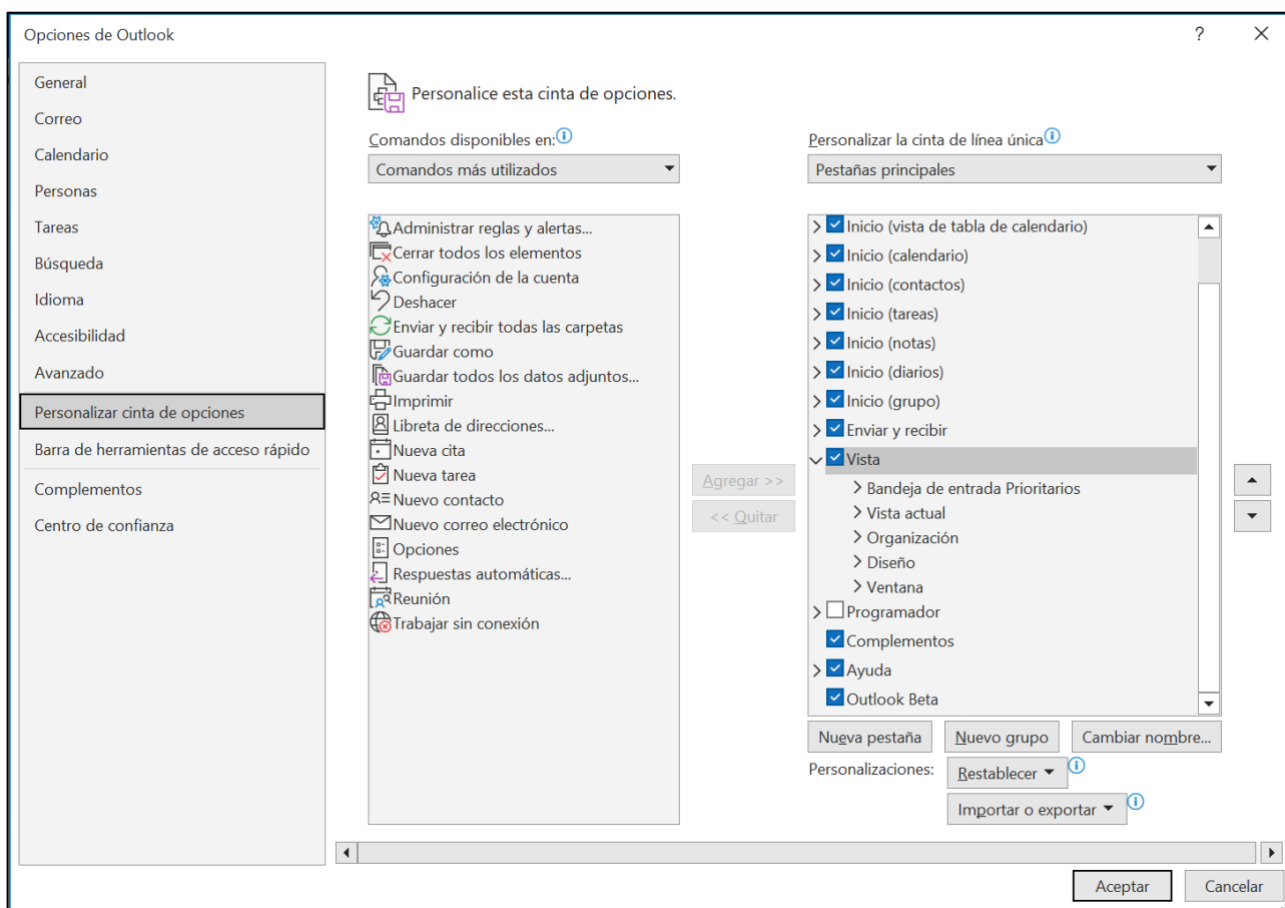 Opciones de Outlook
?
General
Correo
Calendario
Personas
Tareas
Búsqueda
Idioma
Accesibilidad
Avanzado
Personalizar cinta de opciones
Barra de herramientas de acceso rápido
Complementos
Centro de confianza
Personalice esta cinta de opciones.
Comandos disponibles en:
Comandos más utilizados
Administrar reglas y alertas...
Cerrar todos los elementos
Configuración de la cuenta
Deshacer
Enviar y recibir todas las carpetas
Guardar como
Guardar todos los datos adjuntos...
Imprimir
Libreta de direcciones...
Nueva cita
Nueva tarea
Nuevo contacto
Nuevo correo electrónico
Opciones
Respuestas automáticas...
Reunión
Trabajar sin conexión
Agregar >>
<< Quitar
Personalizar la cinta de línea única
Pestañas principales
Inicio (vista de tabla de calendario)
Inicio (calendario)
Inicio (contactos)
Inicio (tareas)
Inicio (notas)
Inicio (diarios)
Inicio (grupo)
Enviar y recibir
Vista
Bandeja de entrada Prioritarios
Vista actual
Organización
Diseño
Ventana
Programador
Complementos
Ayuda
Outlook Beta
Nueva pestaña
Nuevo grupo
Cambiar nombre...
Personalizaciones:
Restablecer
Importar o exportar
Aceptar
Cancelar